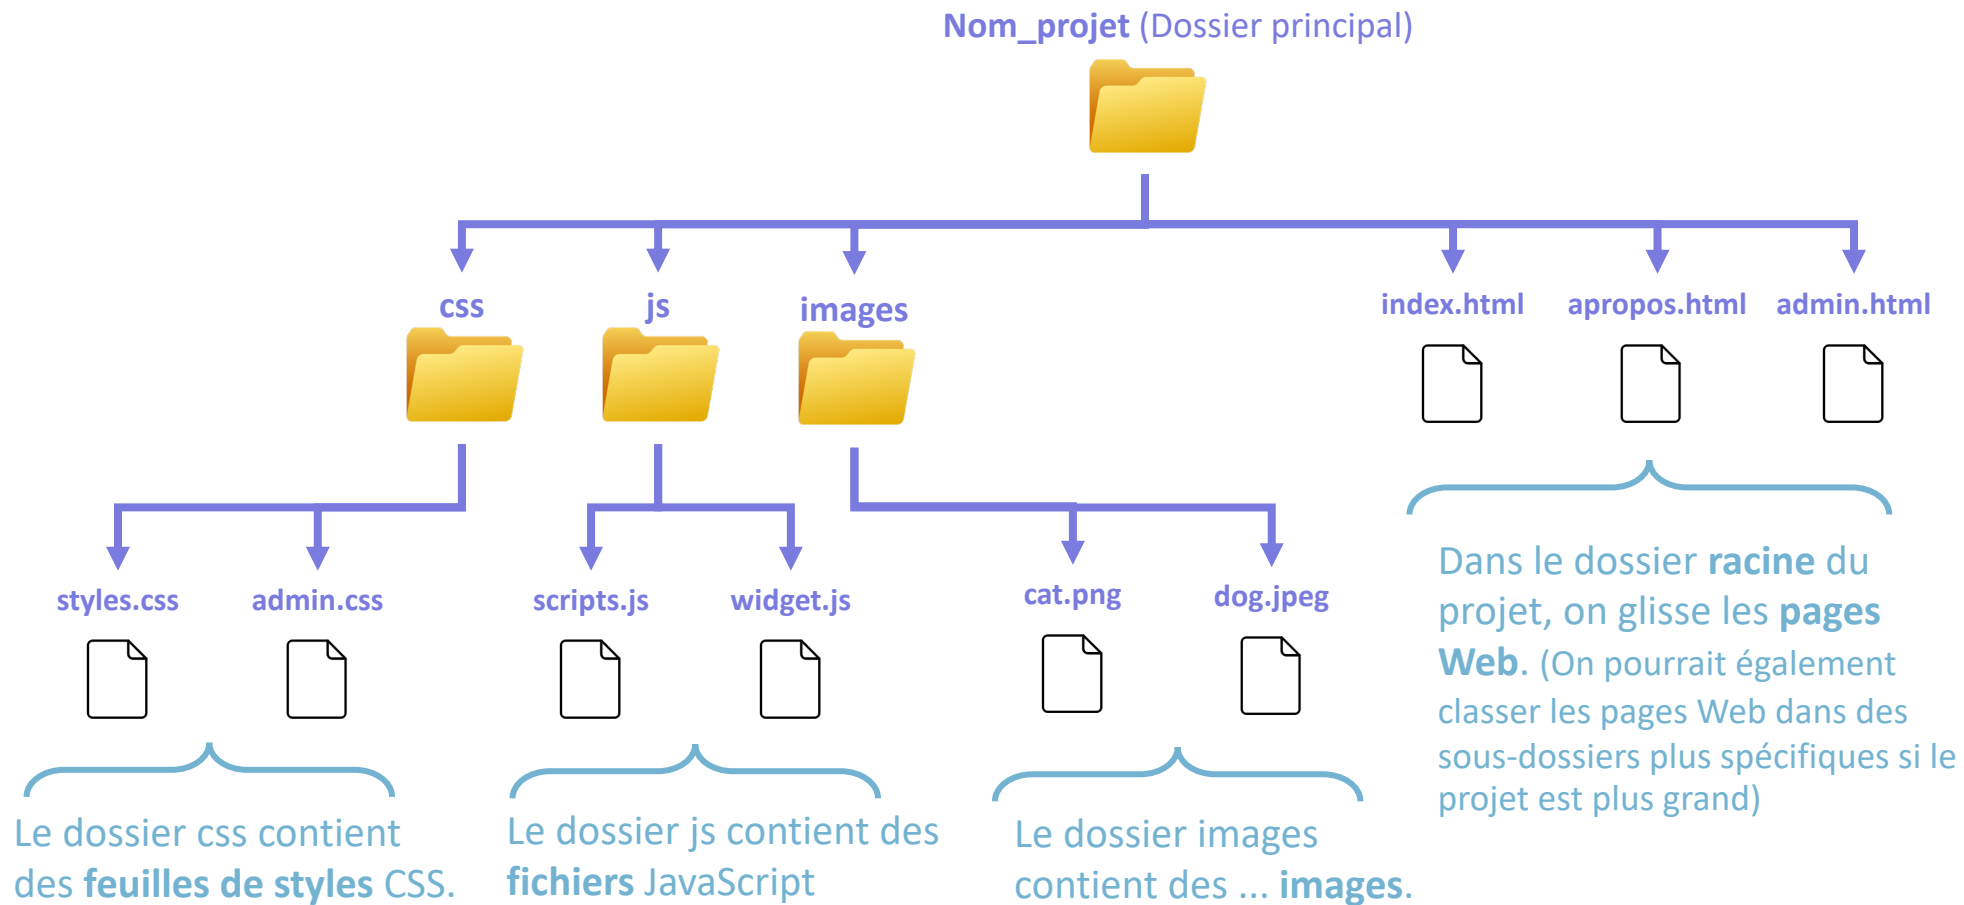 Nom_projet (Dossier principal)
css
js
images
index.html
apropos.html
admin.html
styles.css
admin.css
scripts.js
widget.js
cat.png
dog.jpeg
Le dossier css contient
des feuilles de styles CSS.
Le dossier js contient des
fichiers JavaScript
Le dossier images
contient des ... images.
Dans le dossier racine du
projet, on glisse les pages
Web. (On pourrait également
classer les pages Web dans des
sous-dossiers plus spécifiques si le
projet est plus grand)